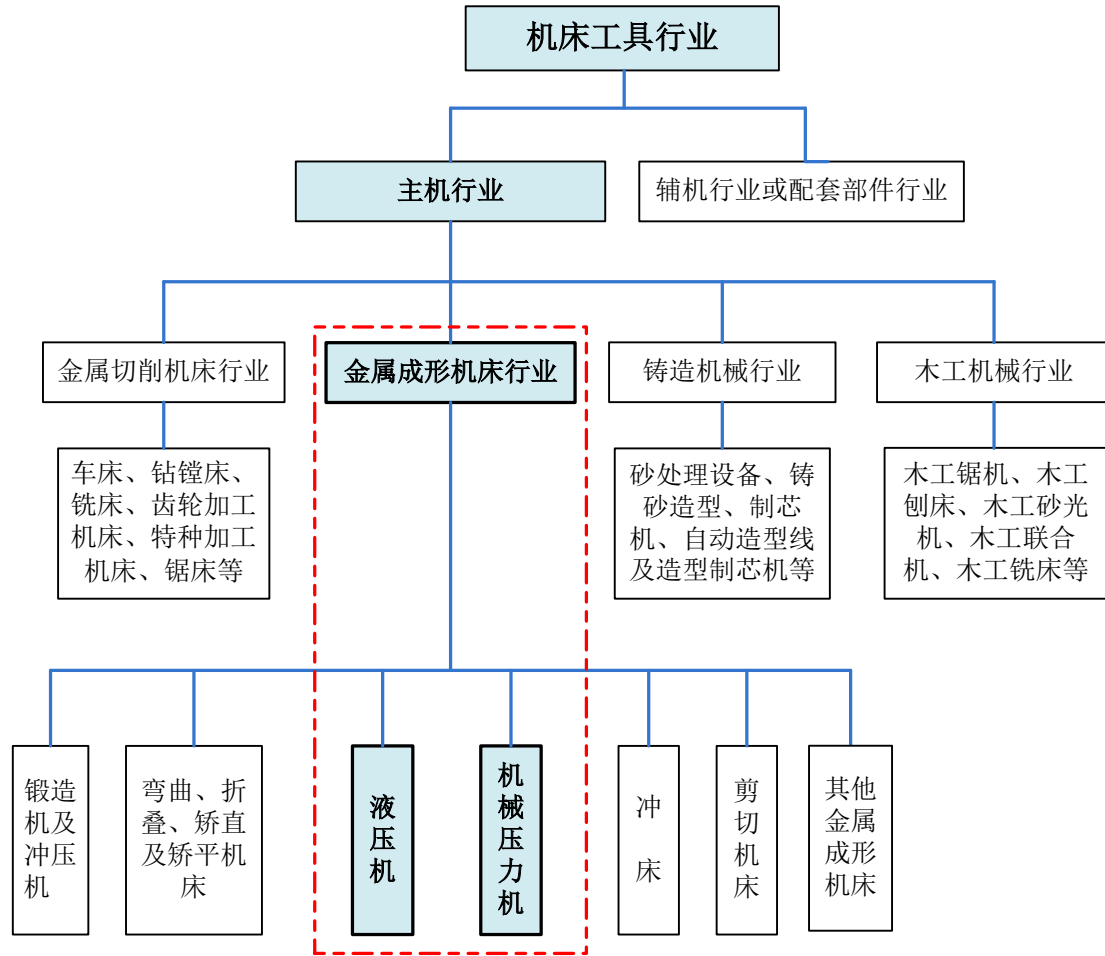 机床工具行业
主机行业
辅机行业或配套部件行业
金属切削机床行业
金属成形机床行业
铸造机械行业
木工机械行业
车床、钻镗床、
铣床、齿轮加工
机床、特种加工
机床、锯床等
砂处理设备、铸
砂造型、制芯
机、自动造型线
及造型制芯机等
木工锯机、木工
刨床、木工砂光
机、木工联合
机、木工铣床等
锻造
机及
冲压
机
弯曲、折
叠、矫直
及矫平机
床
液
压
机
机
械
压
力
机
冲
床
剪
切
机
床
其他
金属
成形
机床